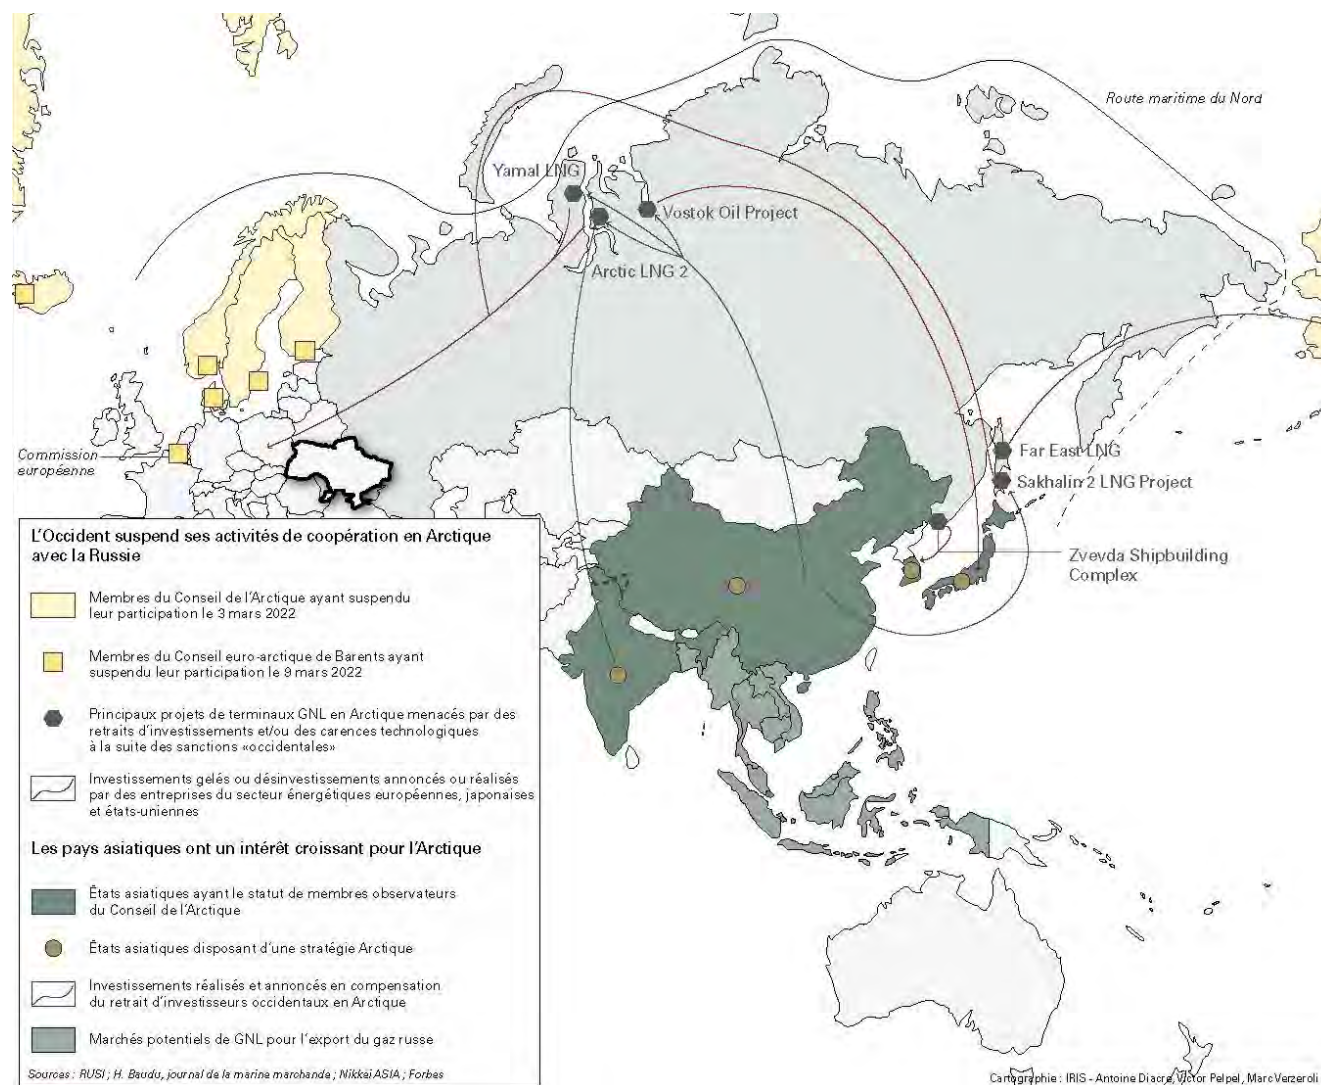 Route maritime du Nord
Yamal LNG
Vostok Oil Project
Arctic LNG 2
Far East LNG
Sakhalin 2 LNG Project
Commission
européenne
Zvevda Shipbuilding
Complex
L'Occident suspend ses activités de coopération en Arctique
avec la Russie
Membres du Conseil de l'Arctique ayant suspendu
leur participation le 3 mars 2022
Membres du Conseil euro-arctique de Barents ayant
suspendu leur participation le 9 mars 2022
Principaux projets de terminaux GNL en Arctique menacés par des
retraits d'investissements et/ou des carences technologiques
à la suite des sanctions «occidentales»
Investissements gelés ou désinvestissements annoncés ou réalisés
par des entreprises du secteur énergétiques européennes, japonaises
et états-uniennes
Les pays asiatiques ont un intérêt croissant pour l'Arctique
États asiatiques ayant le statut de membres observateurs
du Conseil de l'Arctique
États asiatiques disposant d'une stratégie Arctique
Investissements réalisés et annoncés en compensation
du retrait d'investisseurs occidentaux en Arctique
Marchés potentiels de GNL pour l'export du gaz russe
Sources : RUSI ; H. Baudu, journal de la marine marchande ; Nikkei ASIA ; Forbes
Cartographie : IRIS - Antoine Diacre, Victor Pelpel, Marc Verzeroli